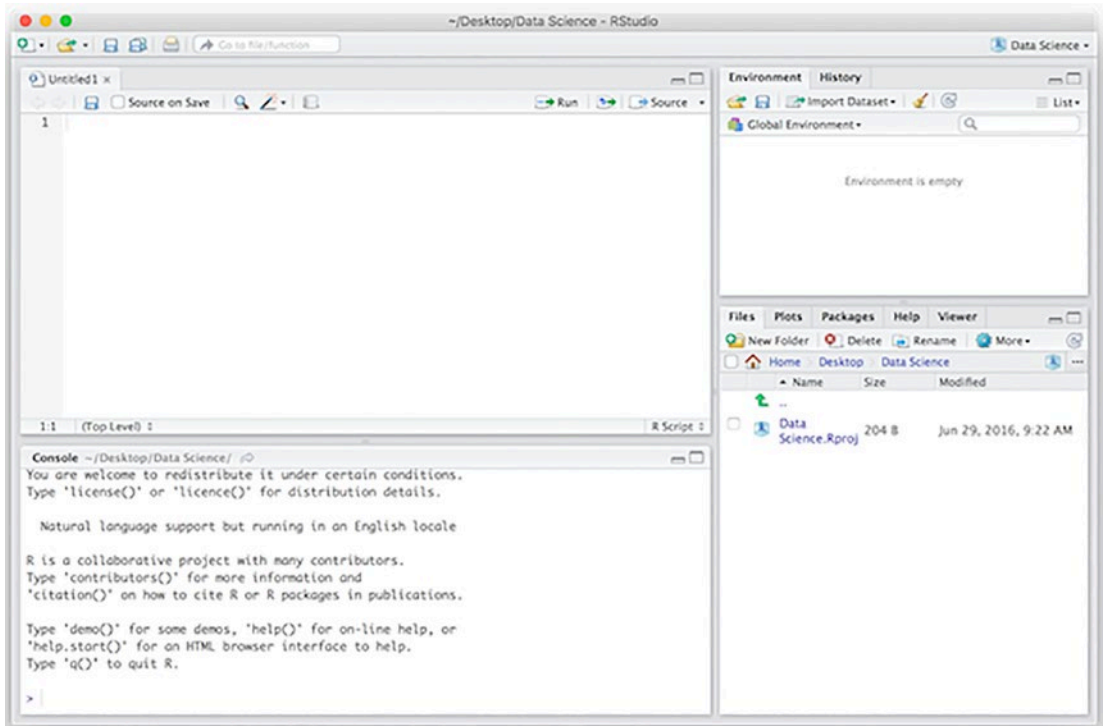 ~/Desktop/Data Science - RStudio
Go to file/function
Data Science
Untitled1
Source on Save
Run
Source
1
1:1
(Top Level)
R Script
Console ~/Desktop/Data Science/
You are welcome to redistribute it under certain conditions.
Type 'license()' or 'licence()' for distribution details.
Natural language support but running in an English locale
R is a collaborative project with many contributors.
Type 'contributors()' for more information and
'citation()' on how to cite R or R packages in publications.
Type 'demo()' for some demos, 'help()' for on-line help, or
'help.start()' for an HTML browser interface to help.
Type 'q()' to quit R.
>
Environment History
Import Dataset
List
Global Environment
Environment is empty
Files Plots Packages Help Viewer
New Folder Delete Rename More
Home Desktop Data Science
Name Size Modified
..
Data
Science.Rproj 204 B Jun 29, 2016, 9:22 AM